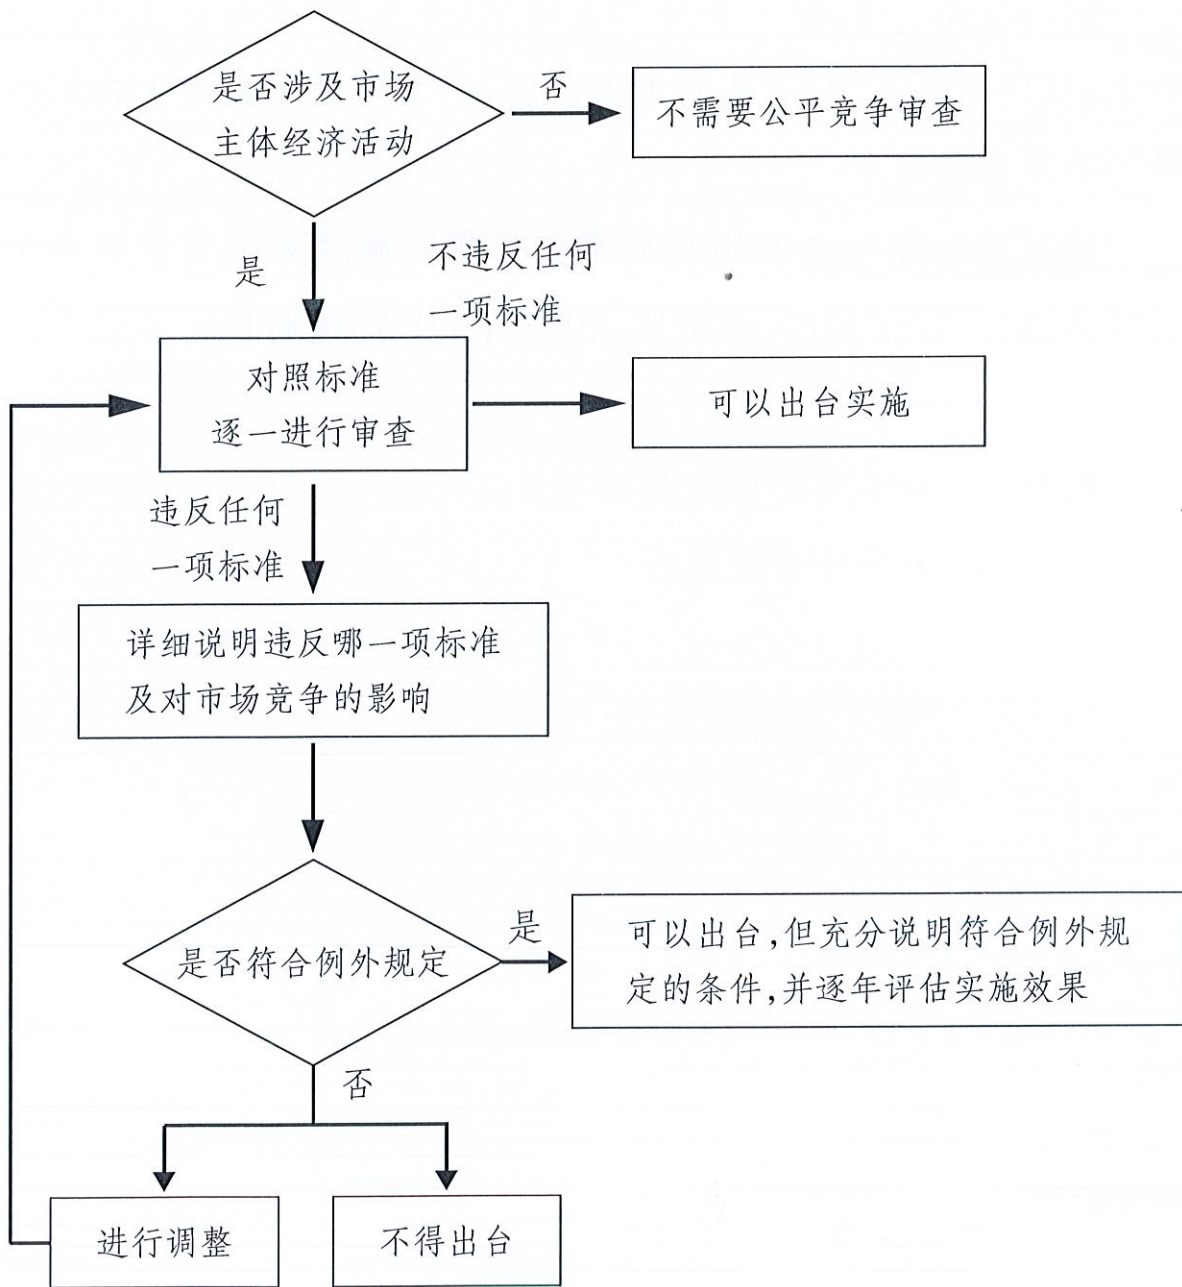 是否涉及市场
主体经济活动
否
不需要公平竞争审查
是
不违反任何
一项标准
对照标准
逐一进行审查
可以出台实施
违反任何
一项标准
详细说明违反哪一项标准
及对市场竞争的影响
是否符合例外规定
是
可以出台,但充分说明符合例外规
定的条件,并逐年评估实施效果
否
进行调整
不得出台